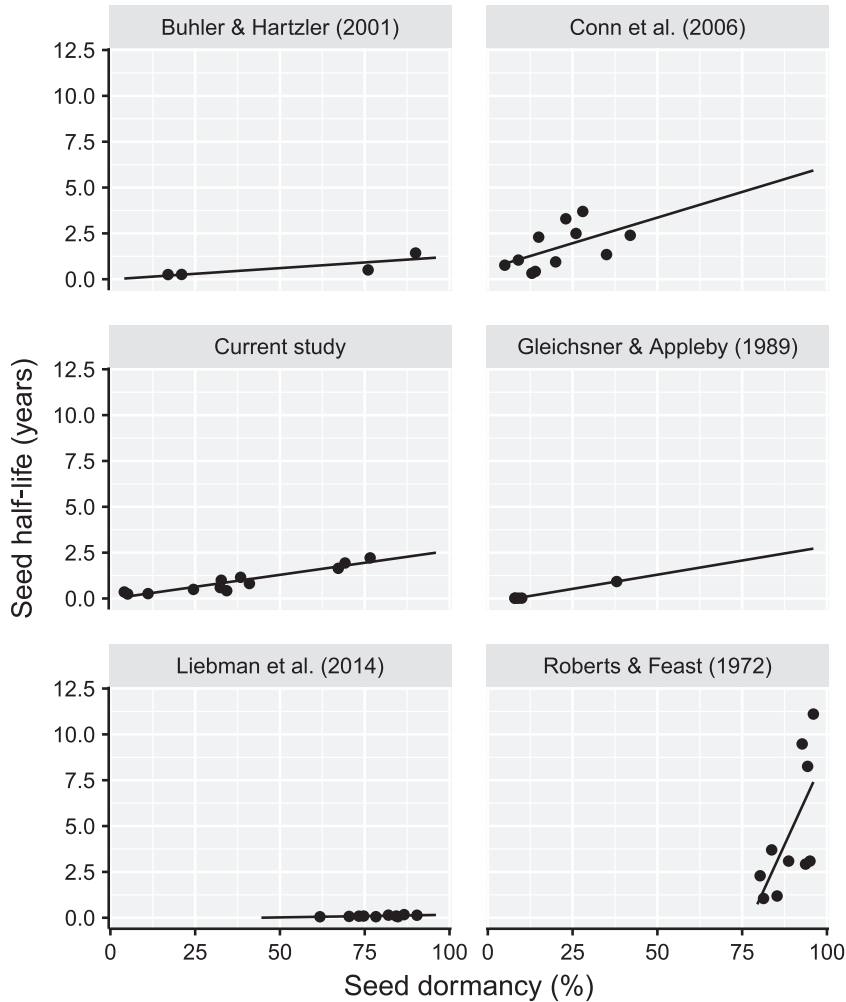 Buhler & Hartzler (2001)
Conn et al. (2006)
12.5
10.0
7.5
5.0
2.5
0.0
Current study
Gleichsner & Appleby (1989)
12.5
10.0
7.5
5.0
2.5
0.0
Seed half-life (years)
Liebman et al. (2014)
Roberts & Feast (1972)
12.5
10.0
7.5
5.0
2.5
0.0
0 25 50 75 100 0 25 50 75 100
Seed dormancy (%)